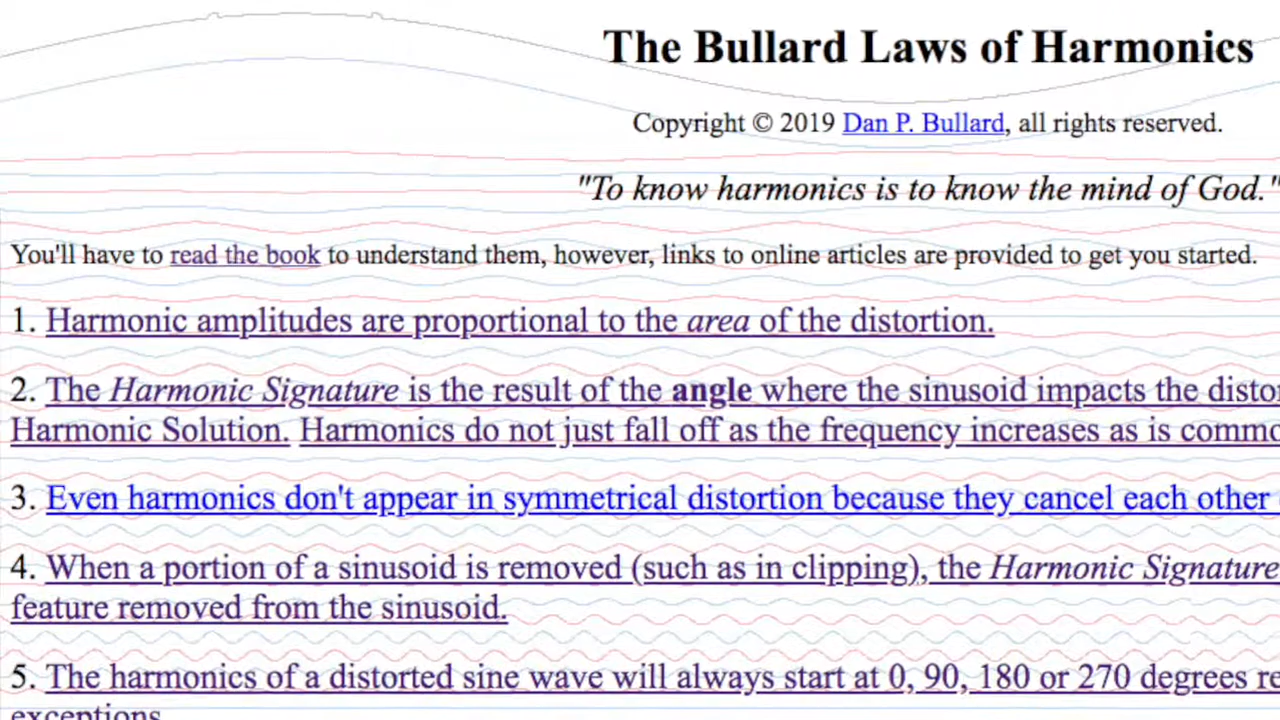 The Bullard Laws of Harmonics
Copyright © 2019 Dan P. Bullard, all rights reserved.
"To know harmonics is to know the mind of God."
You'll have to read the book to understand them, however, links to online articles are provided to get you started.
1. Harmonic amplitudes are proportional to the area of the distortion.
2. The Harmonic Signature is the result of the angle where the sinusoid impacts the
Harmonic Solution. Harmonics do not just fall off as the frequency increases as is
3. Even harmonics don't appear in symmetrical distortion because they cancel each other
4. When a portion of a sinusoid is removed (such as in clipping), the Harmonic Signature
feature removed from the sinusoid.
5. The harmonics of a distorted sine wave will always start at 0, 90, 180 or 270 degrees
exceptions